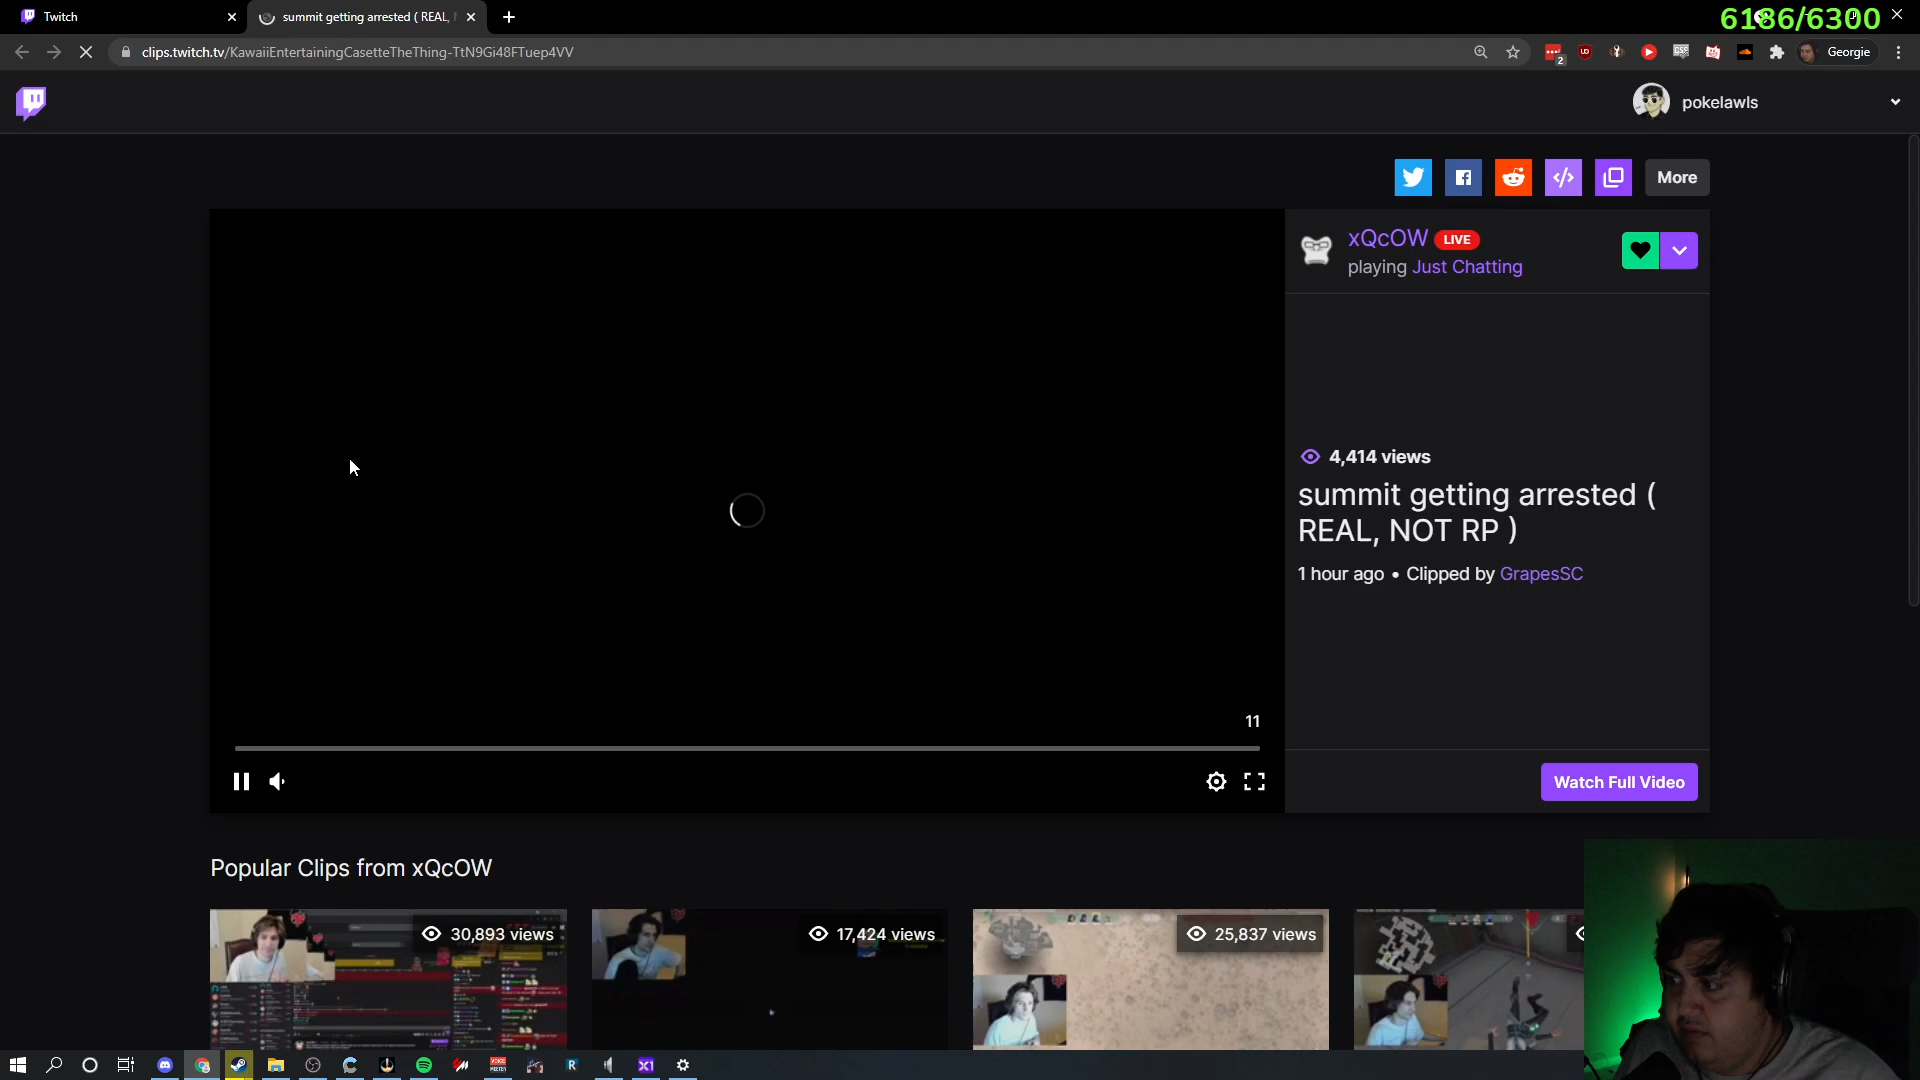 Twitch
summit getting arrested ( REAL,
6186/6300
clips.twitch.tv/KawaiiEntertainingCasetteTheThing-TtN9Gi48FTuep4VV
2
Georgie
pokelawls
More
xQcOW LIVE
playing Just Chatting
4,414 views
summit getting arrested (
REAL, NOT RP )
1 hour ago • Clipped by GrapesSC
11
Watch Full Video
Popular Clips from xQcOW
30,893 views
17,424 views
25,837 views